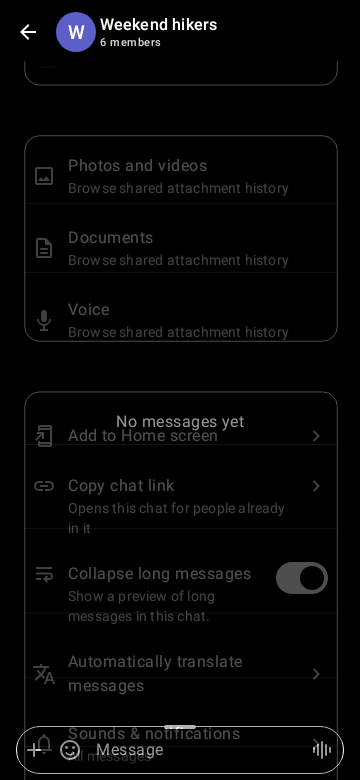 W
Weekend hikers
6 members
Photos and videos
Browse shared attachment history
Documents
Browse shared attachment history
Voice
Browse shared attachment history
No messages yet
Add to Home screen
Copy chat link
Opens this chat for people already
in it
Collapse long messages
Show a preview of long
messages in this chat.
Automatically translate
messages
Sounds & notifications
Message
All messages